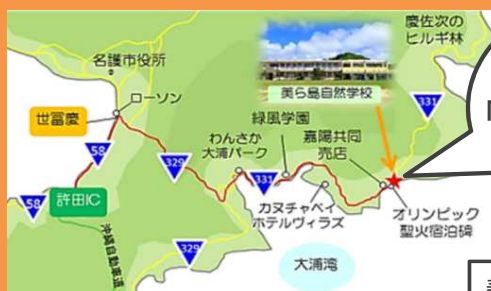 慶佐次の
ヒルギ林
名護市役所
ローソン
世冨慶
美ら島自然学校
331
58
329
わんさか
大浦パーク
緑風学園
嘉陽共同
売店
331
58
許田IC
カヌチャベイ
ホテルヴィラズ
オリンピック
聖火宿泊碑
沖縄自動車道
329
大浦湾